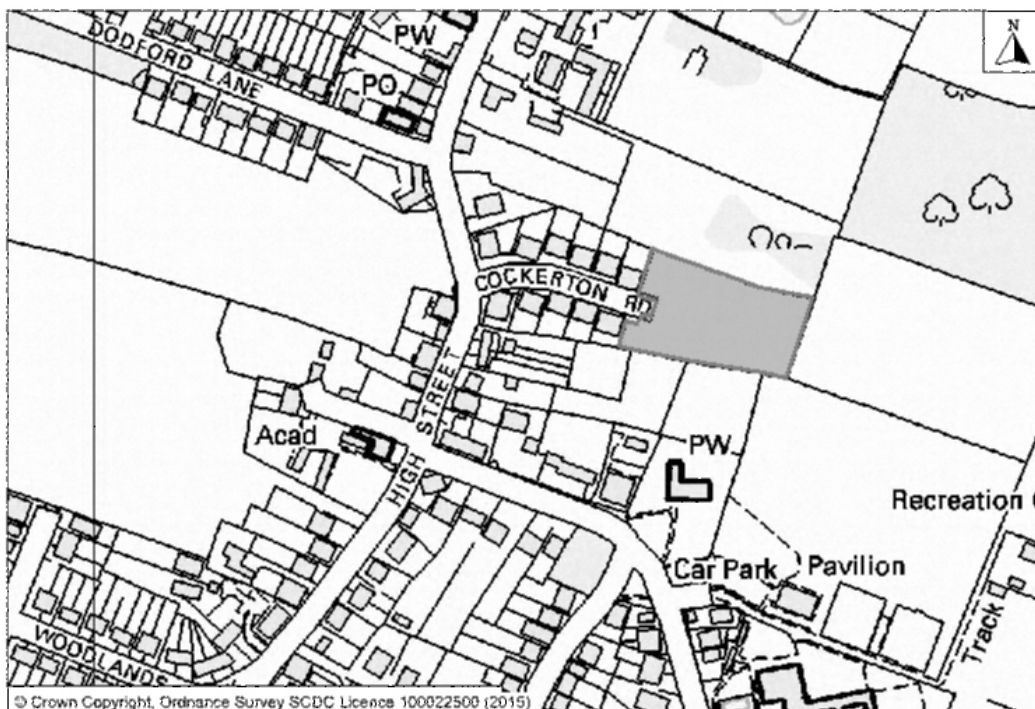 N
PW
DODFORD LANE
PO
COCKERTON RD
HIGH STREET
Acad
PW
Recreation
Car Park
Pavilion
Track
WOODLANDS
© Crown Copyright, Ordnance Survey SCDC Licence 100022500 (2015)